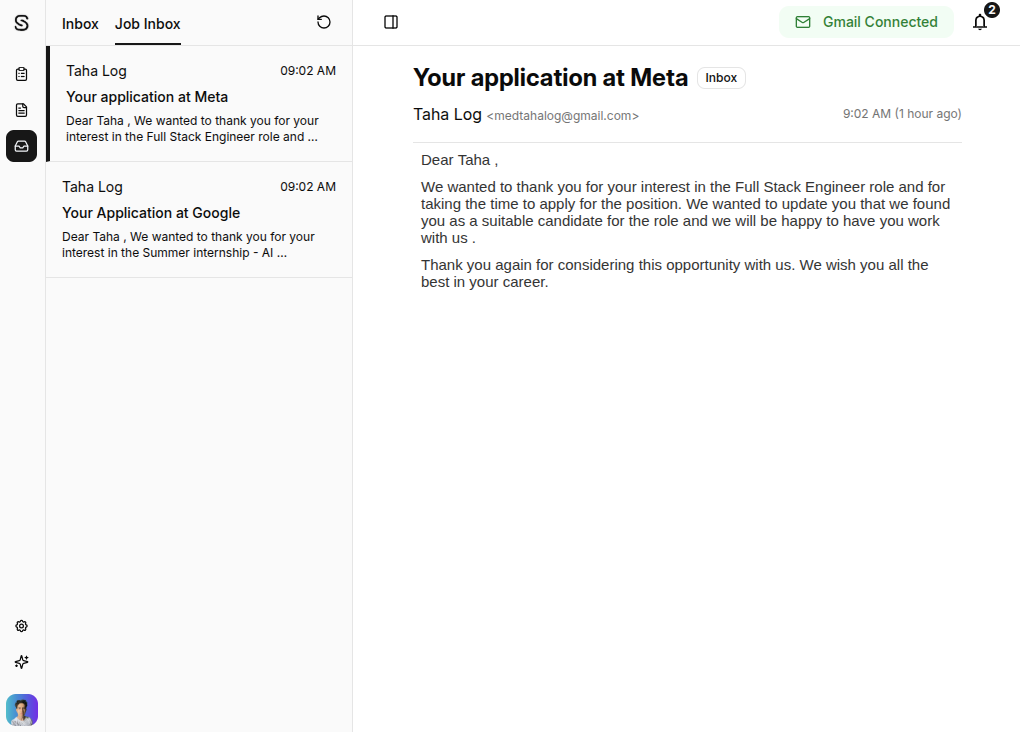 Inbox
Job Inbox
Gmail Connected
2
Taha Log
09:02 AM
Your application at Meta
Dear Taha , We wanted to thank you for your
interest in the Full Stack Engineer role and ...
Taha Log
09:02 AM
Your Application at Google
Dear Taha , We wanted to thank you for your
interest in the Summer internship - AI ...
Your application at Meta
Inbox
Taha Log <medtahalog@gmail.com>
9:02 AM (1 hour ago)
Dear Taha ,
We wanted to thank you for your interest in the Full Stack Engineer role and for
taking the time to apply for the position. We wanted to update you that we found
you as a suitable candidate for the role and we will be happy to have you work
with us .
Thank you again for considering this opportunity with us. We wish you all the
best in your career.